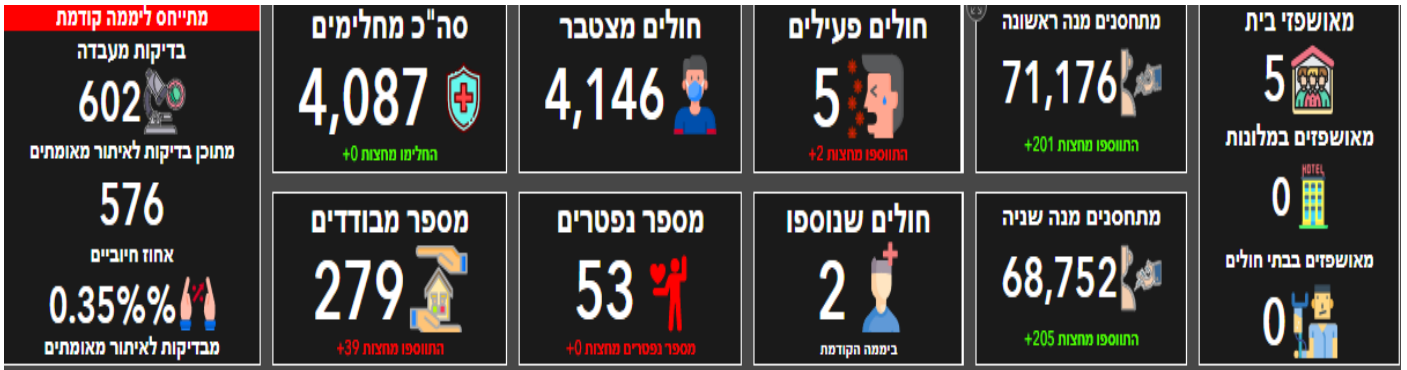 מאושפזי בית
5
מאושפזים במלונות
HOTEL
0
מאושפזים בבתי חולים
0
מתחסנים מנה ראשונה
71,176
התווספו מחצות 201+
מתחסנים מנה שניה
68,752
התווספו מחצות 205+
חולים פעילים
5
התווספו מחצות 2+
חולים שנוספו
2
ביממה הקודמת
חולים מצטבר
4,146
מספר נפטרים
53
מספר נפטרים מחצות 0+
סה"כ מחלימים
4,087
החלימו מחצות 0+
מספר מבודדים
279
התווספו מחצות 39+
מתייחס ליממה קודמת
בדיקות מעבדה
602
מתוכן בדיקות לאיתור מאומתים
576
אחוז חיוביים
0.35%%
מבדיקות לאיתור מאומתים